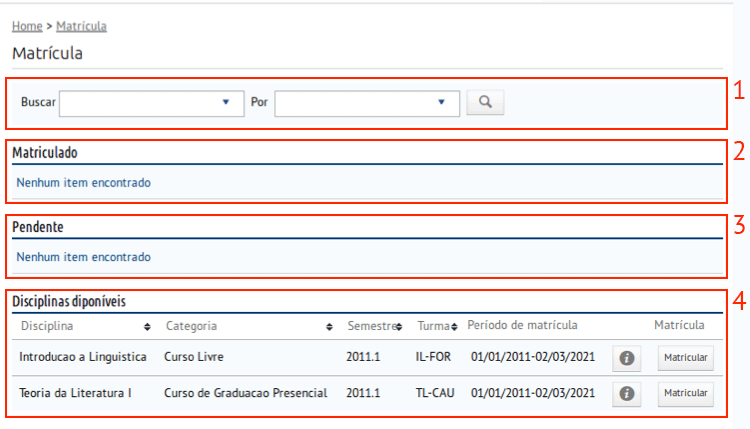 Home > Matrícula
Matrícula
Buscar Por 1
Matriculado 2
Nenhum item encontrado
Pendente 3
Nenhum item encontrado
Disciplinas diponíveis 4
Disciplina Categoria Semestre Turma Período de matrícula Matrícula
Introducao a Linguistica Curso Livre 2011.1 IL-FOR 01/01/2011-02/03/2021 i Matricular
Teoria da Literatura I Curso de Graduacao Presencial 2011.1 TL-CAU 01/01/2011-02/03/2021 i Matricular